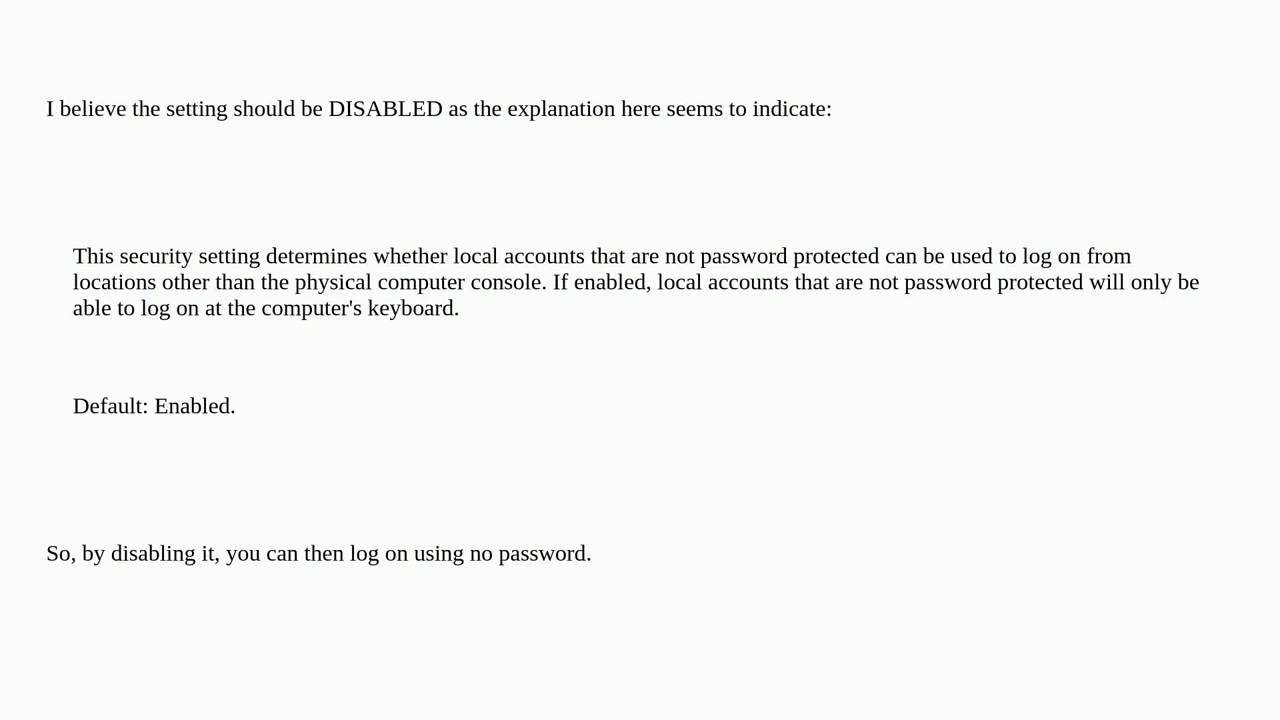 I believe the setting should be DISABLED as the explanation here seems to indicate:
This security setting determines whether local accounts that are not password protected can be used to log on from
locations other than the physical computer console. If enabled, local accounts that are not password protected will only be
able to log on at the computer's keyboard.
Default: Enabled.
So, by disabling it, you can then log on using no password.